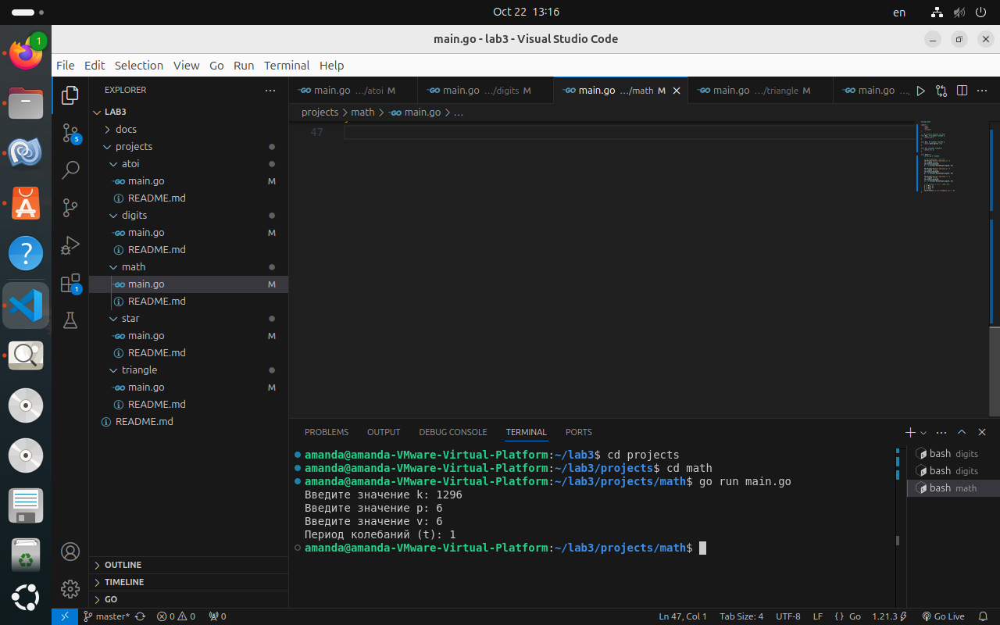 Oct 22 13:16
en
1
main.go - lab3 - Visual Studio Code
File Edit Selection View Go Run Terminal Help
EXPLORER
main.go .../atoi M
main.go .../digits M
main.go .../math M
main.go .../triangle M
main.go .../
projects > math > main.go > ...
LAB3
docs
projects
atoi
main.go M
README.md
digits
main.go M
README.md
math
main.go M
README.md
star
main.go M
README.md
triangle
main.go M
README.md
README.md
OUTLINE
TIMELINE
GO
5
1
47
PROBLEMS OUTPUT DEBUG CONSOLE TERMINAL PORTS
amanda@amanda-VMware-Virtual-Platform:~/lab3$ cd projects
amanda@amanda-VMware-Virtual-Platform:~/lab3/projects$ cd math
amanda@amanda-VMware-Virtual-Platform:~/lab3/projects/math$ go run main.go
Введите значение k: 1296
Введите значение p: 6
Введите значение v: 6
Период колебаний (t): 1
amanda@amanda-VMware-Virtual-Platform:~/lab3/projects/math$
bash digits
bash digits
bash math
master* 0 0 0 Ln 47, Col 1 Tab Size: 4 UTF-8 LF { } Go 1.21.3 Go Live